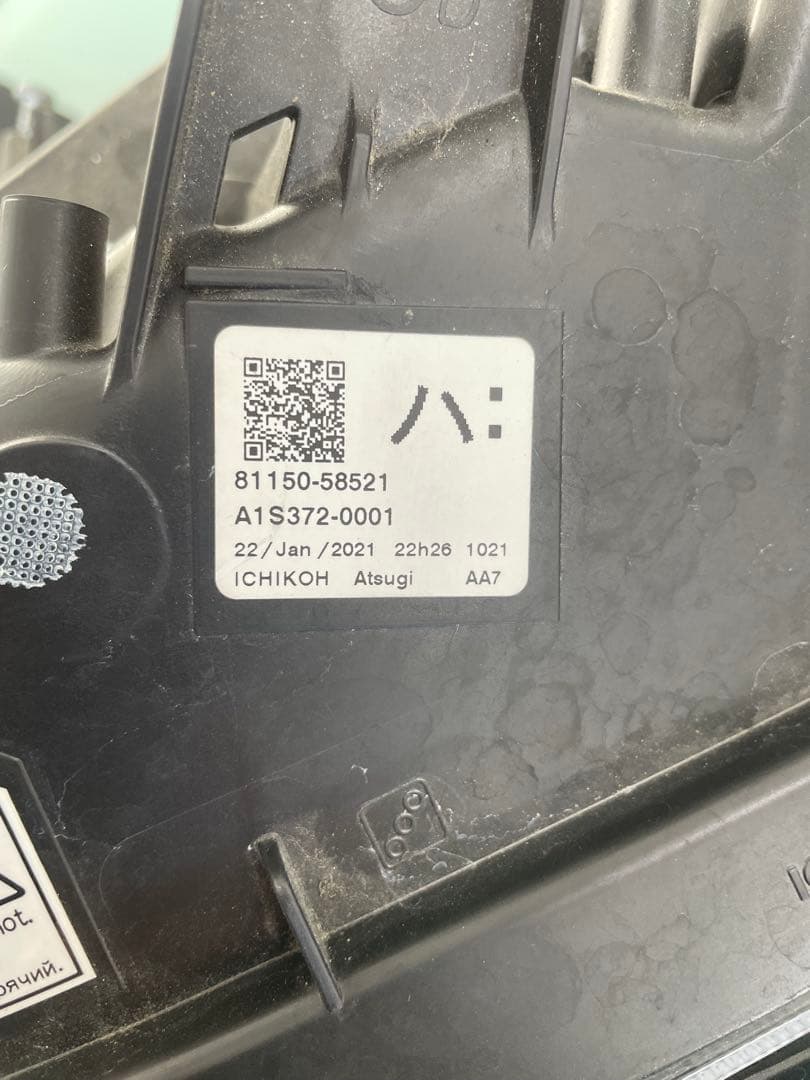 ハ:
81150-58521
A1S372-0001
22/Jan/2021 22h26 1021
ICHIKOH Atsugi AA7